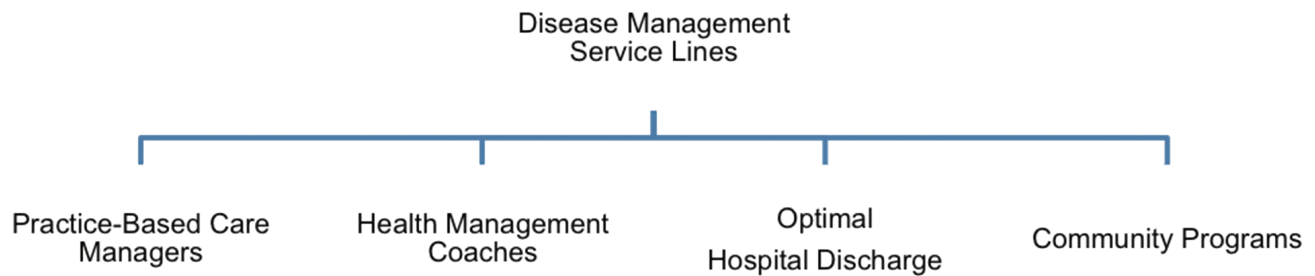 Disease Management
Service Lines
Practice-Based Care
Managers
Health Management
Coaches
Optimal
Hospital Discharge
Community Programs